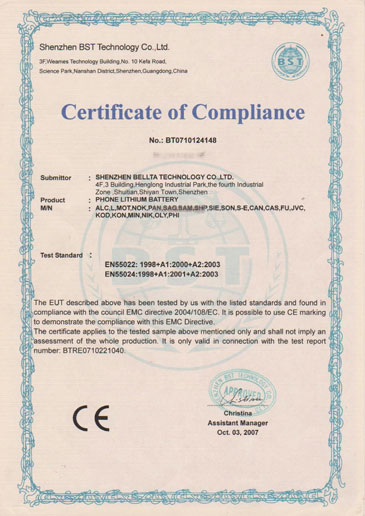 Shenzhen BST Technology Co.,Ltd.
3F,Weames Technology Building,No. 10 Kefa Road,
Science Park,Nanshan District,Shenzhen,Guangdong,China
BST
Certificate of Compliance
No.: BT0710124148
Submittor : SHENZHEN BELLTA TECHNOLOGY CO.,LTD.
4F,3 Building,Henglong Industrial Park,the fourth Industrial
Zone ,Shuitian,Shiyan Town,Shenzhen
Product : PHONE LITHIUM BATTERY
M/N : ALC,L,MOT,NOK,PAN,SAG,SAM,SHP,SIE,SON,S-E,CAN,CAS,FU,JVC,
KOD,KON,MIN,NIK,OLY,PHI
Test Standard :
EN55022: 1998+A1:2000+A2:2003
EN55024:1998+A1:2001+A2:2003
BST
The EUT described above has been tested by us with the listed standards and found in
compliance with the council EMC directive 2004/108/EC. It is possible to use CE marking
to demonstrate the compliance with this EMC Directive.
The certificate applies to the tested sample above mentioned only and shall not imply an
assessment of the whole production. It is only valid in connection with the test report
number: BTRE0710221040.
APPROVED
CE
Christina
Assistant Manager
Oct. 03, 2007